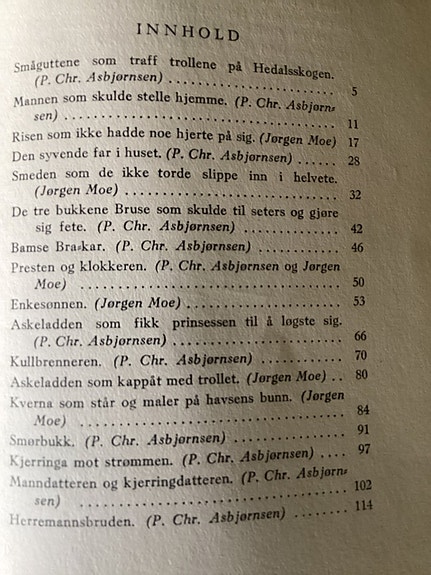 INNHOLD
Småguttene som traff trollene på Hedalsskogen.
(P. Chr. Asbjørnsen) .......................... 5
Mannen som skulde stelle hjemme. (P. Chr. Asbjørn-
sen) .......................................... 11
Risen som ikke hadde noe hjerte på sig. (Jørgen Moe) 17
Den syvende far i huset. (P. Chr. Asbjørnsen) ....... 28
Smeden som de ikke torde slippe inn i helvete.
(Jørgen Moe) .................................. 32
De tre bukkene Bruse som skulde til seters og gjøre
sig fete. (P. Chr. Asbjørnsen) ................ 42
Bamse Brakar. (P. Chr. Asbjørnsen) ............. 46
Presten og klokkeren. (P. Chr. Asbjørnsen og Jørgen
Moe) .......................................... 50
Enkesønnen. (Jørgen Moe) ....................... 53
Askeladden som fikk prinsessen til å løgste sig.
(P. Chr. Asbjørnsen) .......................... 66
Kullbrenneren. (P. Chr. Asbjørnsen) ............ 70
Askeladden som kappåt med trollet. (Jørgen Moe) .. 80
Kverna som står og maler på havsens bunn. (Jørgen
Moe) .......................................... 84
Smørbukk. (P. Chr. Asbjørnsen) ................. 91
Kjerringa mot strømmen. (P. Chr. Asbjørnsen) ....... 97
Manndatteren og kjerringdatteren. (P. Chr. Asbjørn-
sen) .......................................... 102
Herremannsbruden. (P. Chr. Asbjørnsen) ....... 114